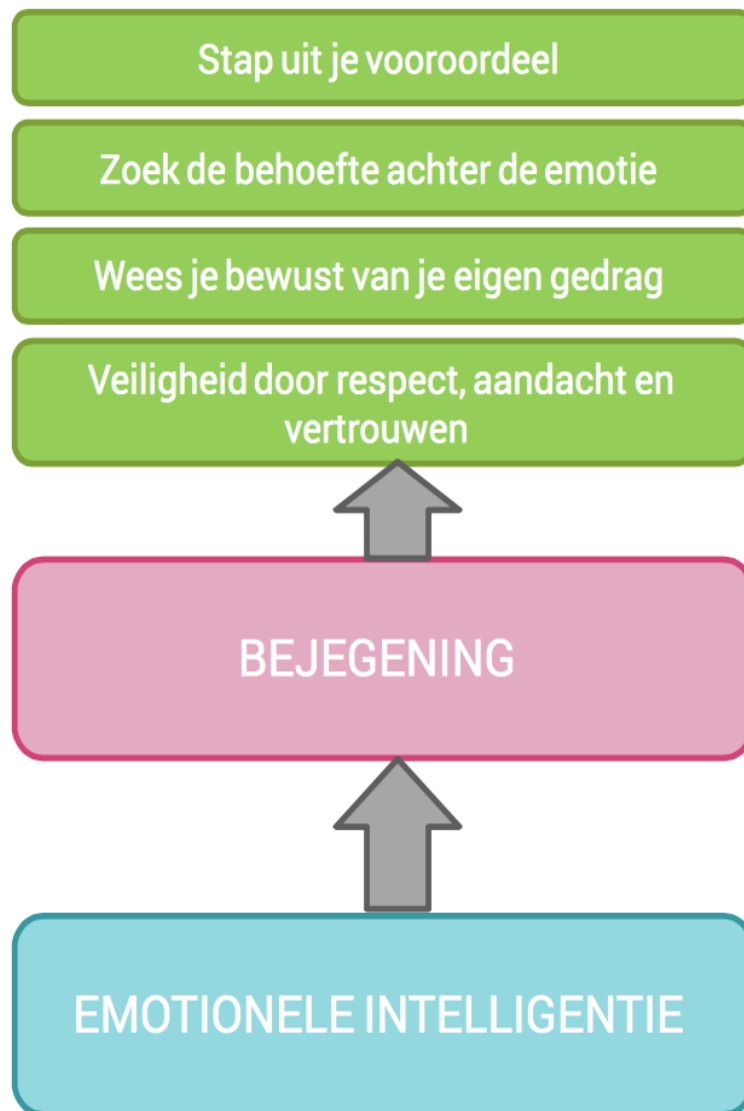 Stap uit je vooroordeel
Zoek de behoefte achter de emotie
Wees je bewust van je eigen gedrag
Veiligheid door respect, aandacht en
vertrouwen
BEJEGENING
EMOTIONELE INTELLIGENTIE